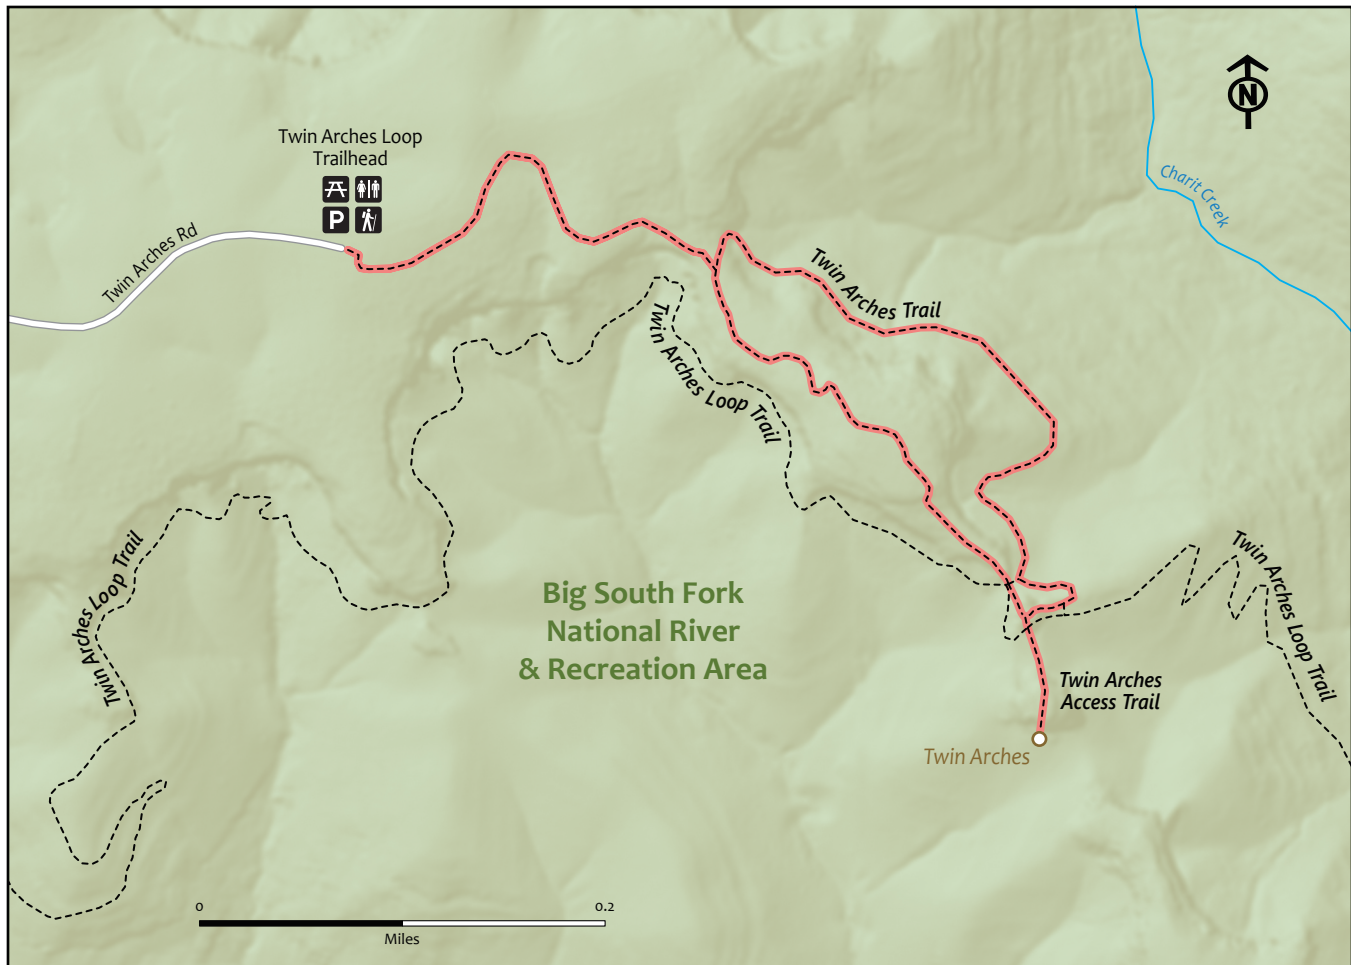 Twin Arches Loop
Trailhead
P
N
Charit Creek
Twin Arches Rd
Twin Arches Trail
Twin Arches Loop Trail
Twin Arches Loop Trail
Twin Arches Loop Trail
Big South Fork
National River
& Recreation Area
Twin Arches
Access Trail
Twin Arches
0
0.2
Miles